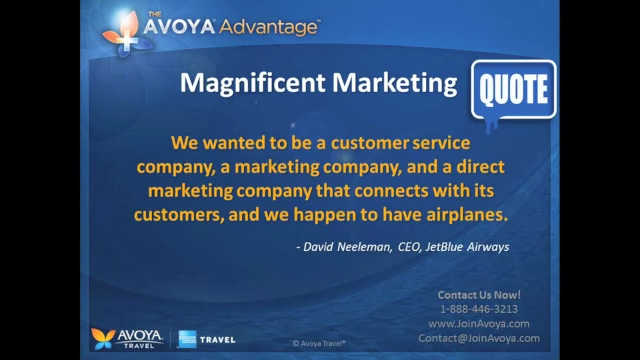 THE
AVOYA Advantage™
Magnificent Marketing
QUOTE
We wanted to be a customer service
company, a marketing company, and a direct
marketing company that connects with its
customers, and we happen to have airplanes.
- David Neeleman, CEO, JetBlue Airways
Contact Us Now!
1-888-446-3213
www.JoinAvoya.com
Contact@JoinAvoya.com
AVOYA
TRAVEL
TRAVEL
© Avoya Travel®